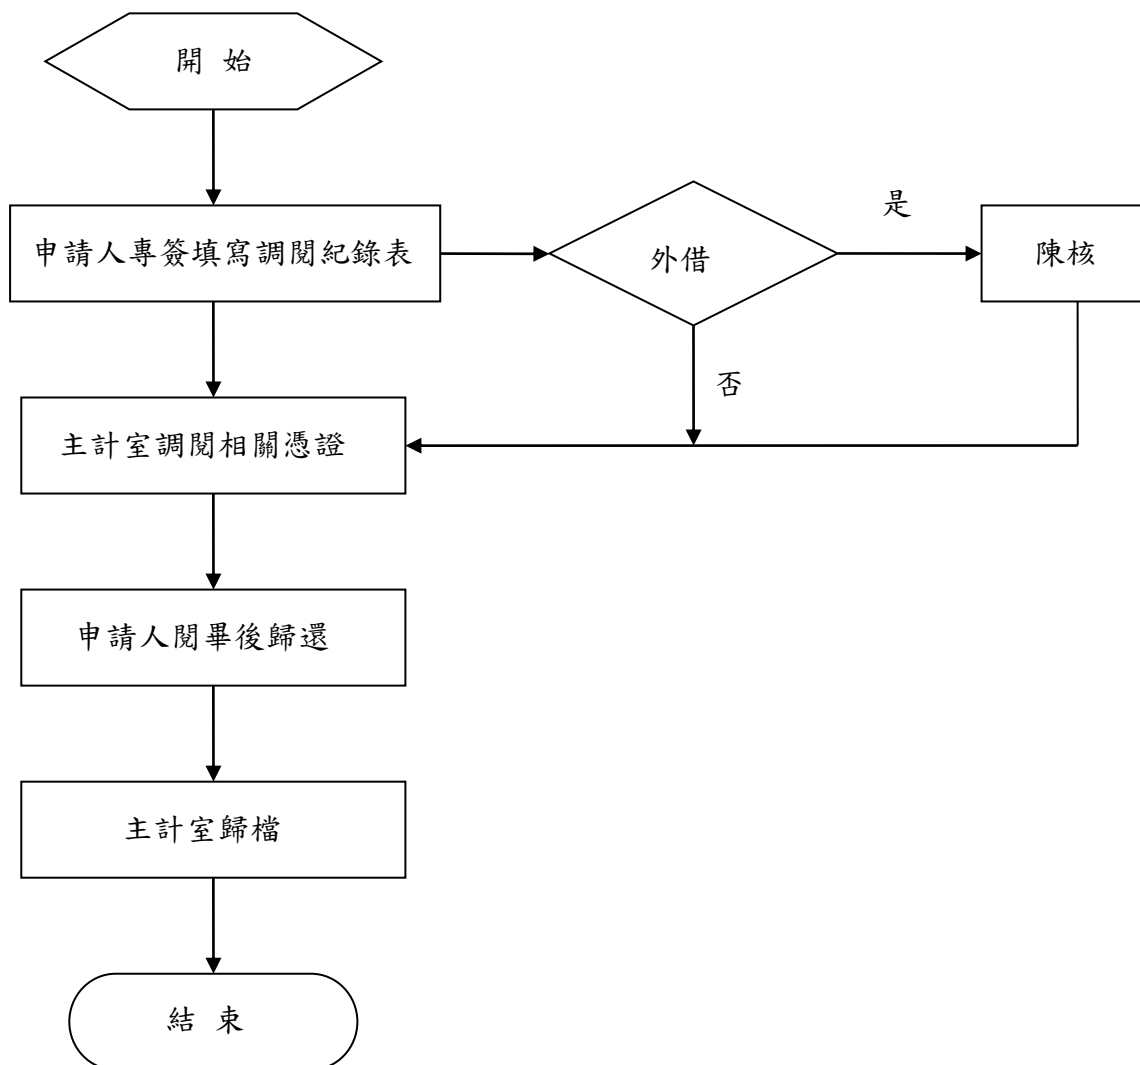 開 始
申請人專簽填寫調閱紀錄表
外借
是
陳核
否
主計室調閱相關憑證
申請人閱畢後歸還
主計室歸檔
結 束